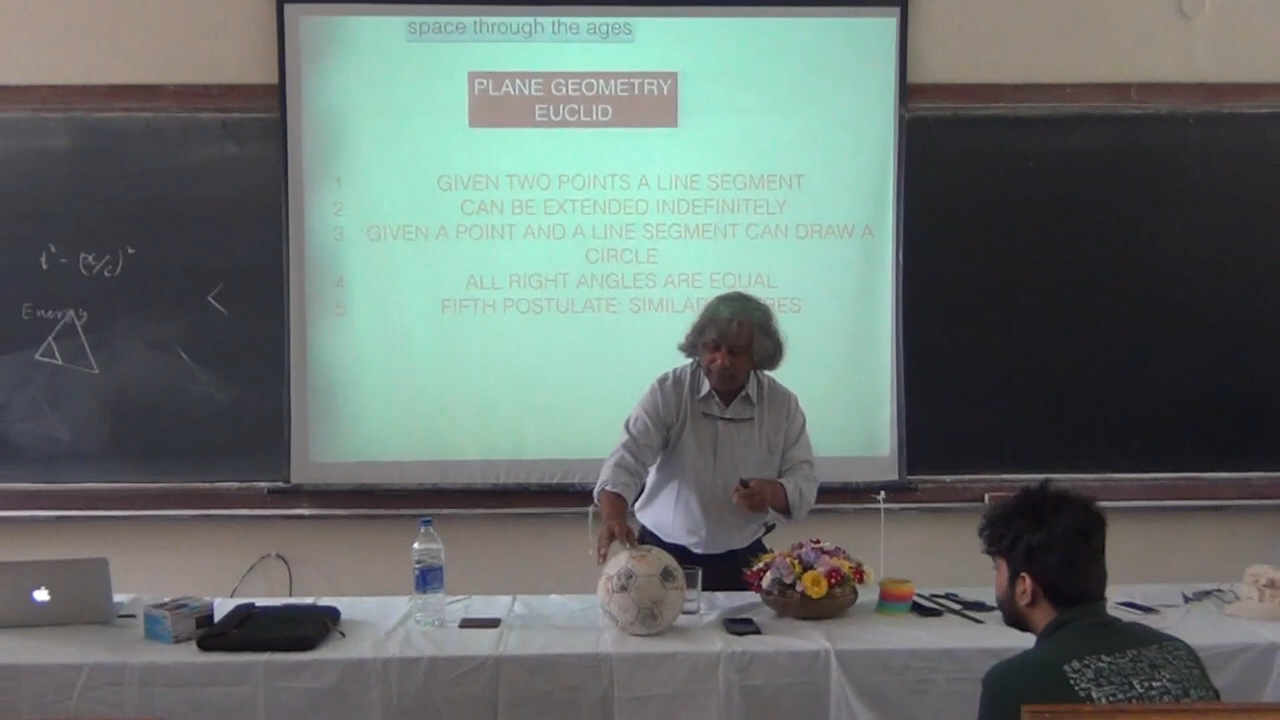 space through the ages
PLANE GEOMETRY
EUCLID
1. GIVEN TWO POINTS A LINE SEGMENT
2. CAN BE EXTENDED INDEFINITELY
3. GIVEN A POINT AND A LINE SEGMENT CAN DRAW A
CIRCLE
4. ALL RIGHT ANGLES ARE EQUAL
5. FIFTH POSTULATE: SIMILAR
t² - (x/c)²
Energy
<